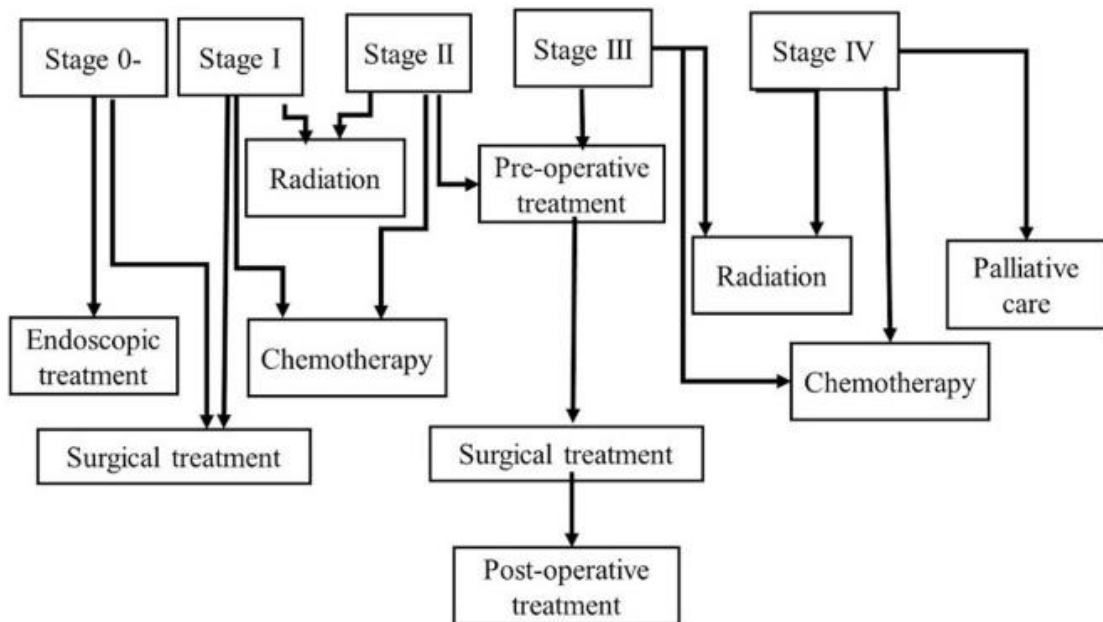 Stage 0-
Stage I
Stage II
Stage III
Stage IV
Radiation
Pre-operative
treatment
Radiation
Palliative
care
Endoscopic
treatment
Chemotherapy
Chemotherapy
Surgical treatment
Surgical treatment
Post-operative
treatment